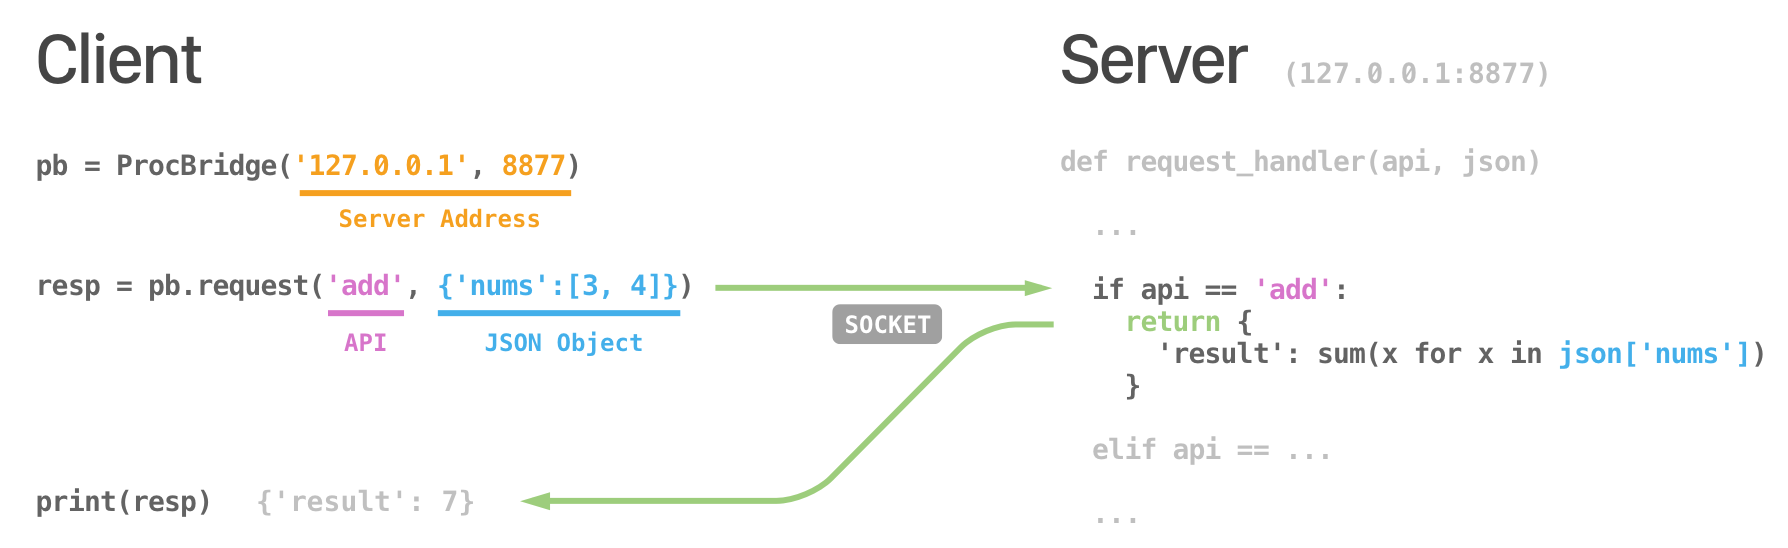 Client
pb = ProcBridge('127.0.0.1', 8877)
Server Address
resp = pb.request('add', {'nums':[3, 4]})
API JSON Object
print(resp) {'result': 7}
SOCKET
Server (127.0.0.1:8877)
def request_handler(api, json)
...
if api == 'add':
return {
'result': sum(x for x in json['nums'])
}
elif api == ...
...